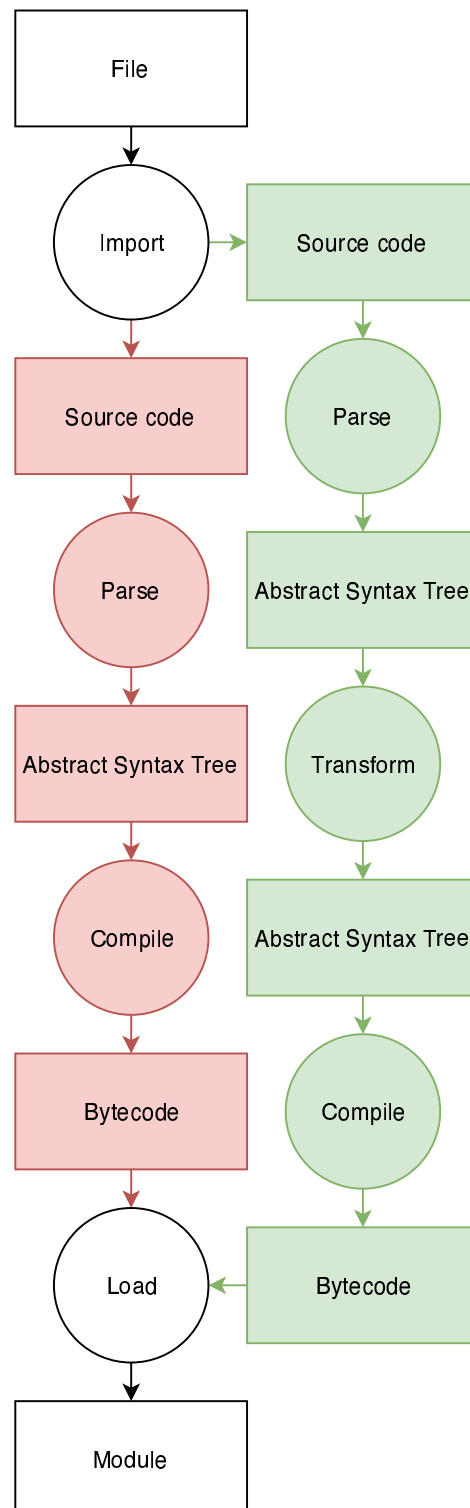 File
Import
Source code
Source code
Parse
Parse
Abstract Syntax Tree
Abstract Syntax Tree
Transform
Compile
Abstract Syntax Tree
Bytecode
Compile
Load
Bytecode
Module